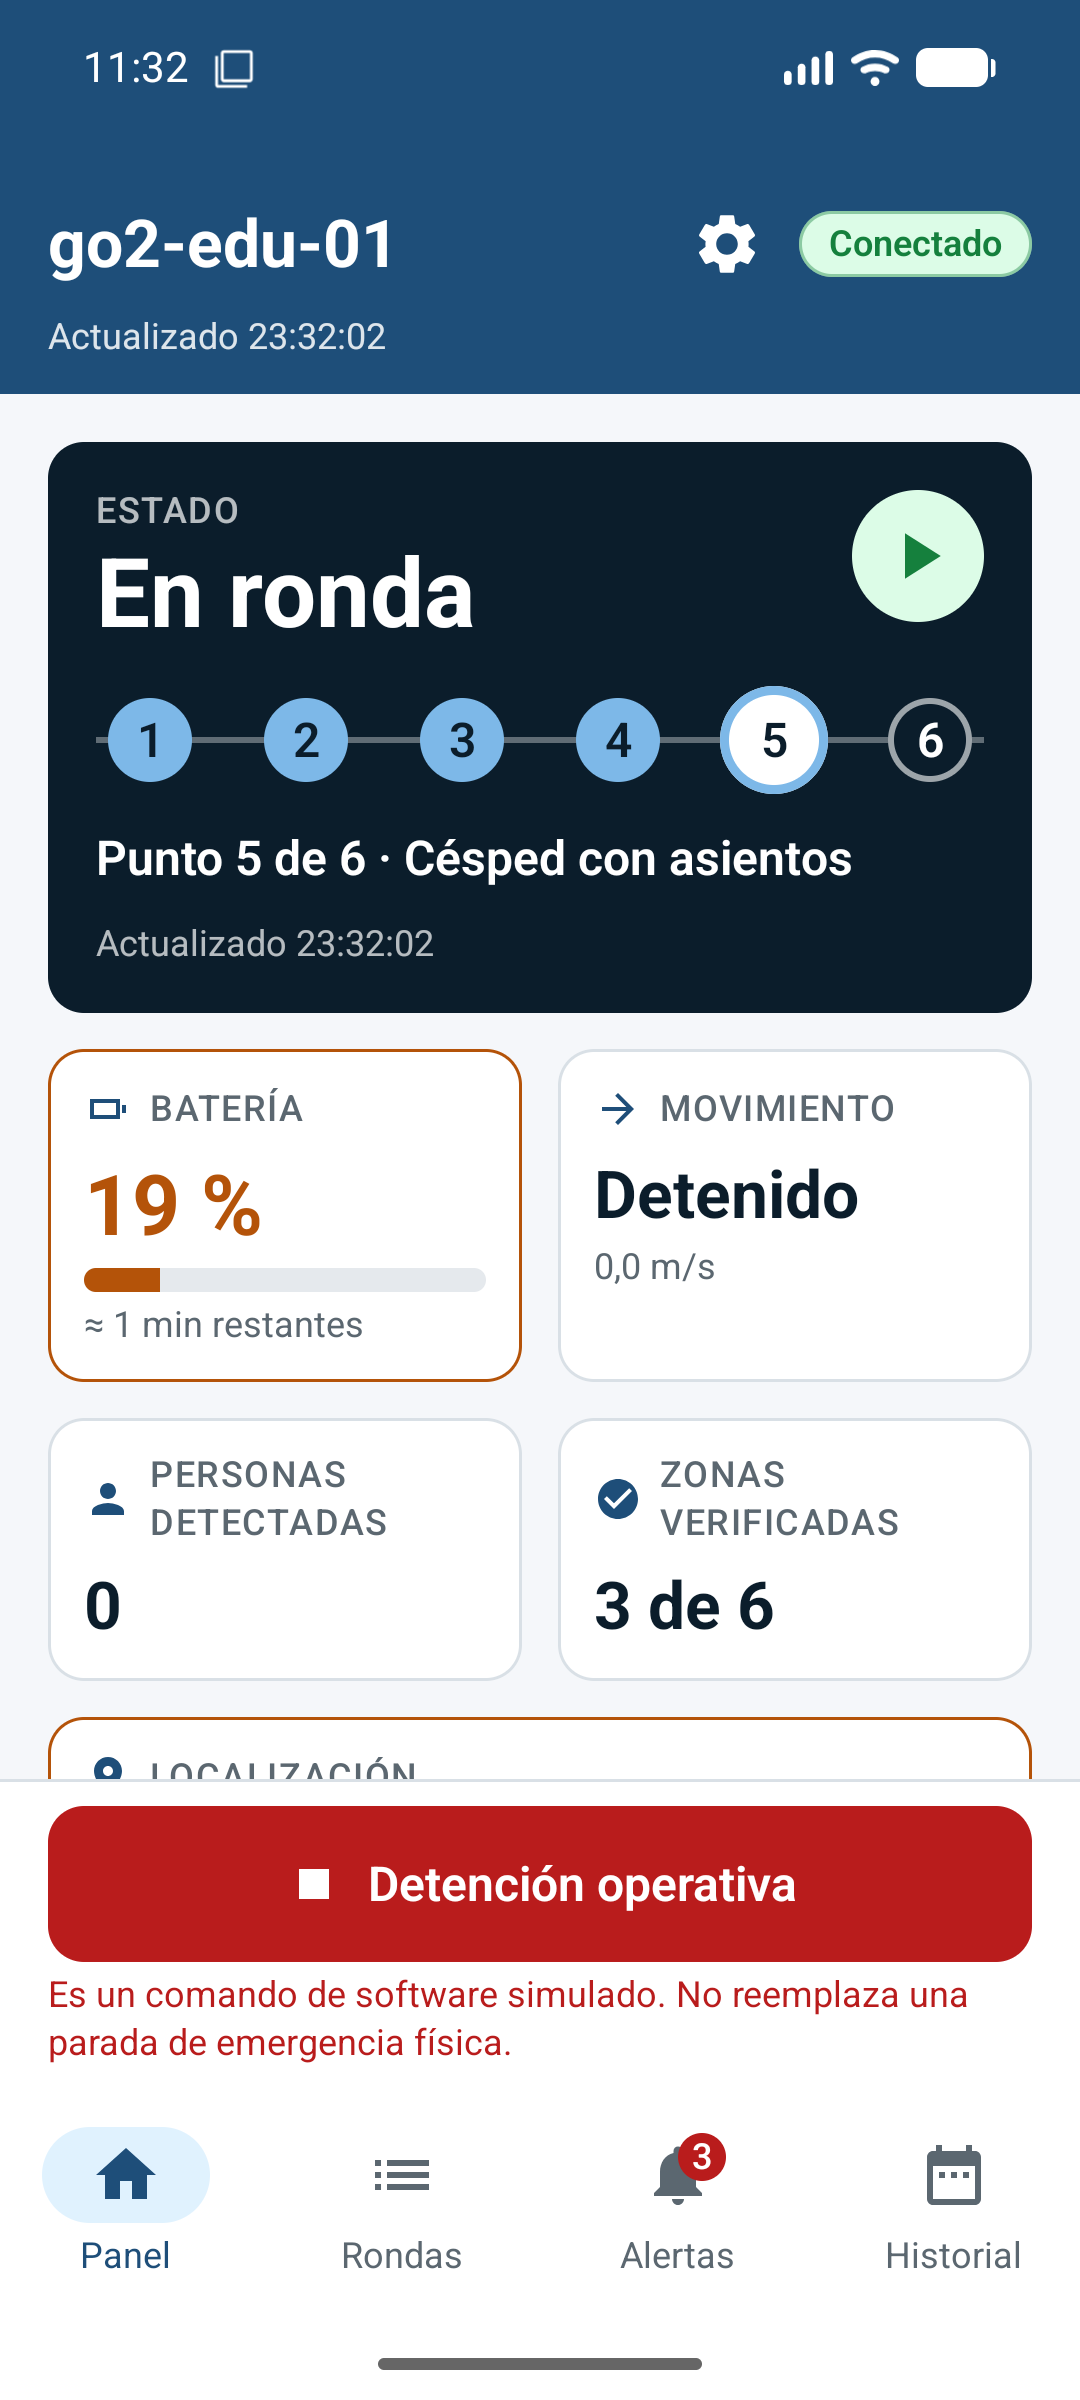 11:32
go2-edu-01
Conectado
Actualizado 23:32:02
ESTADO
En ronda
1 2 3 4 5 6
Punto 5 de 6 · Césped con asientos
Actualizado 23:32:02
BATERÍA
19 %
≈ 1 min restantes
MOVIMIENTO
Detenido
0,0 m/s
PERSONAS
DETECTADAS
0
ZONAS
VERIFICADAS
3 de 6
LOCALIZACIÓN
Detención operativa
Es un comando de software simulado. No reemplaza una
parada de emergencia física.
3
Panel
Rondas
Alertas
Historial